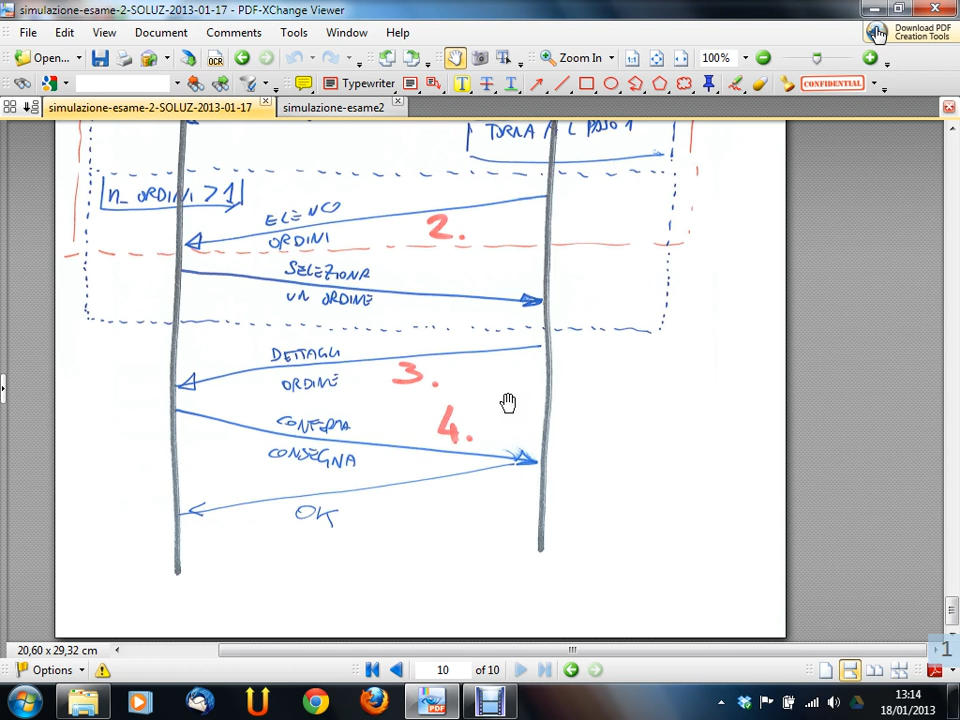 simulazione-esame-2-SOLUZ-2013-01-17 - PDF-XChange Viewer
File Edit View Document Comments Tools Window Help
Download PDF
Creation Tools
Open...
OCR
Zoom In
100%
Typewriter
CONFIDENTIAL
simulazione-esame-2-SOLUZ-2013-01-17
simulazione-esame2
TORNA AL PASSO 1
n_ ORDINI > 1
ELENCO
ORDINI
2.
SELEZIONA
UN ORDINE
DETTAGLI
ORDINE
3.
CONFERMA
CONSEGNA
4.
OK
20,60 x 29,32 cm
1
Options
10 of 10
13:14
18/01/2013